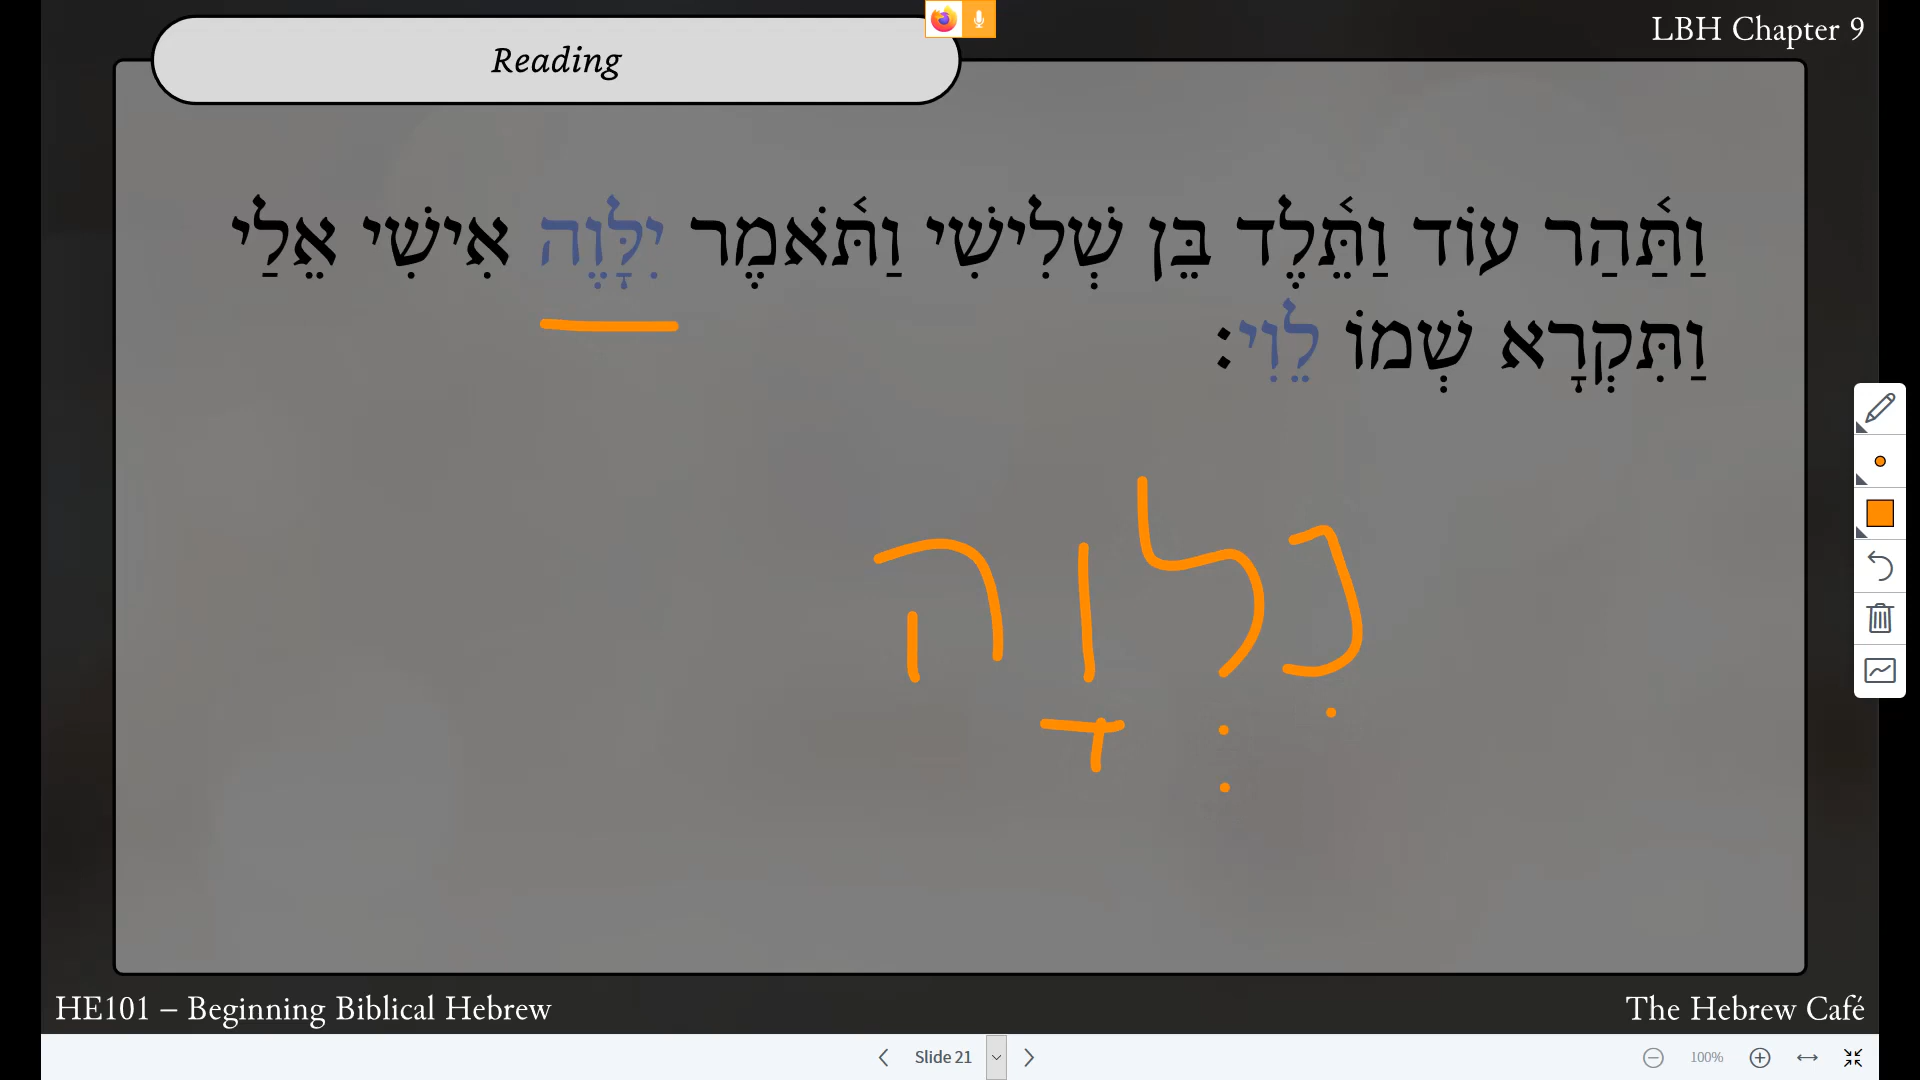 LBH Chapter 9
Reading
וַתַּ֫הַר עוֹד וַתֵּ֫לֶד בֵּן שְׁלִישִׁי וַתֹּ֫אמֶר יִלָּוֶה אִישִׁי אֵלַי
וַתִּקְרָא שְׁמוֹ לֵוִי׃
נִלְוָה
HE101 – Beginning Biblical Hebrew
The Hebrew Café
Slide 21
100%